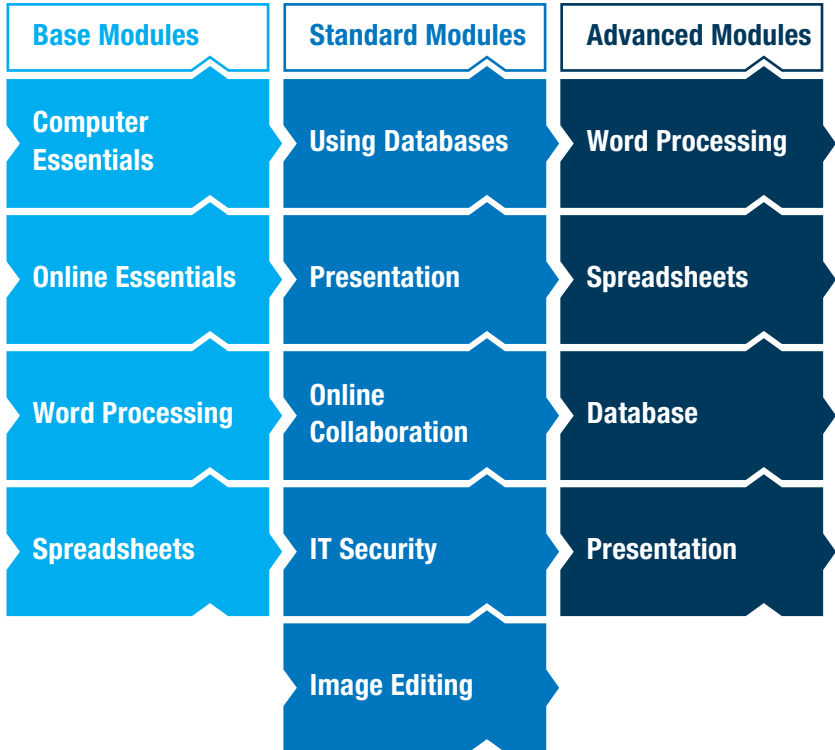 Base Modules
Computer
Essentials
Online Essentials
Word Processing
Spreadsheets
Standard Modules
Using Databases
Presentation
Online
Collaboration
IT Security
Image Editing
Advanced Modules
Word Processing
Spreadsheets
Database
Presentation